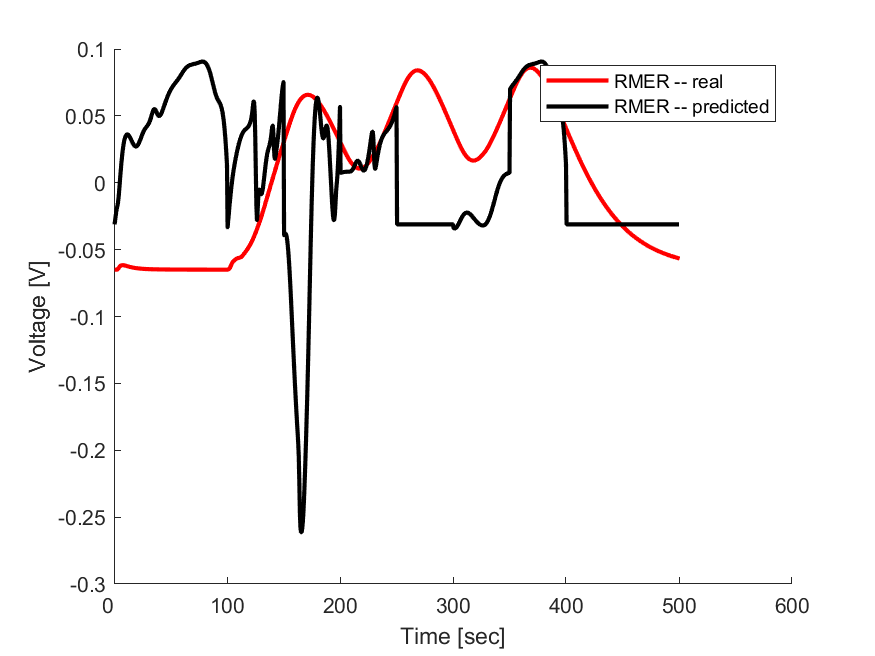 0.1
0.05
0
-0.05
-0.1
-0.15
-0.2
-0.25
-0.3
Voltage [V]
RMER -- real
RMER -- predicted
0 100 200 300 400 500 600
Time [sec]